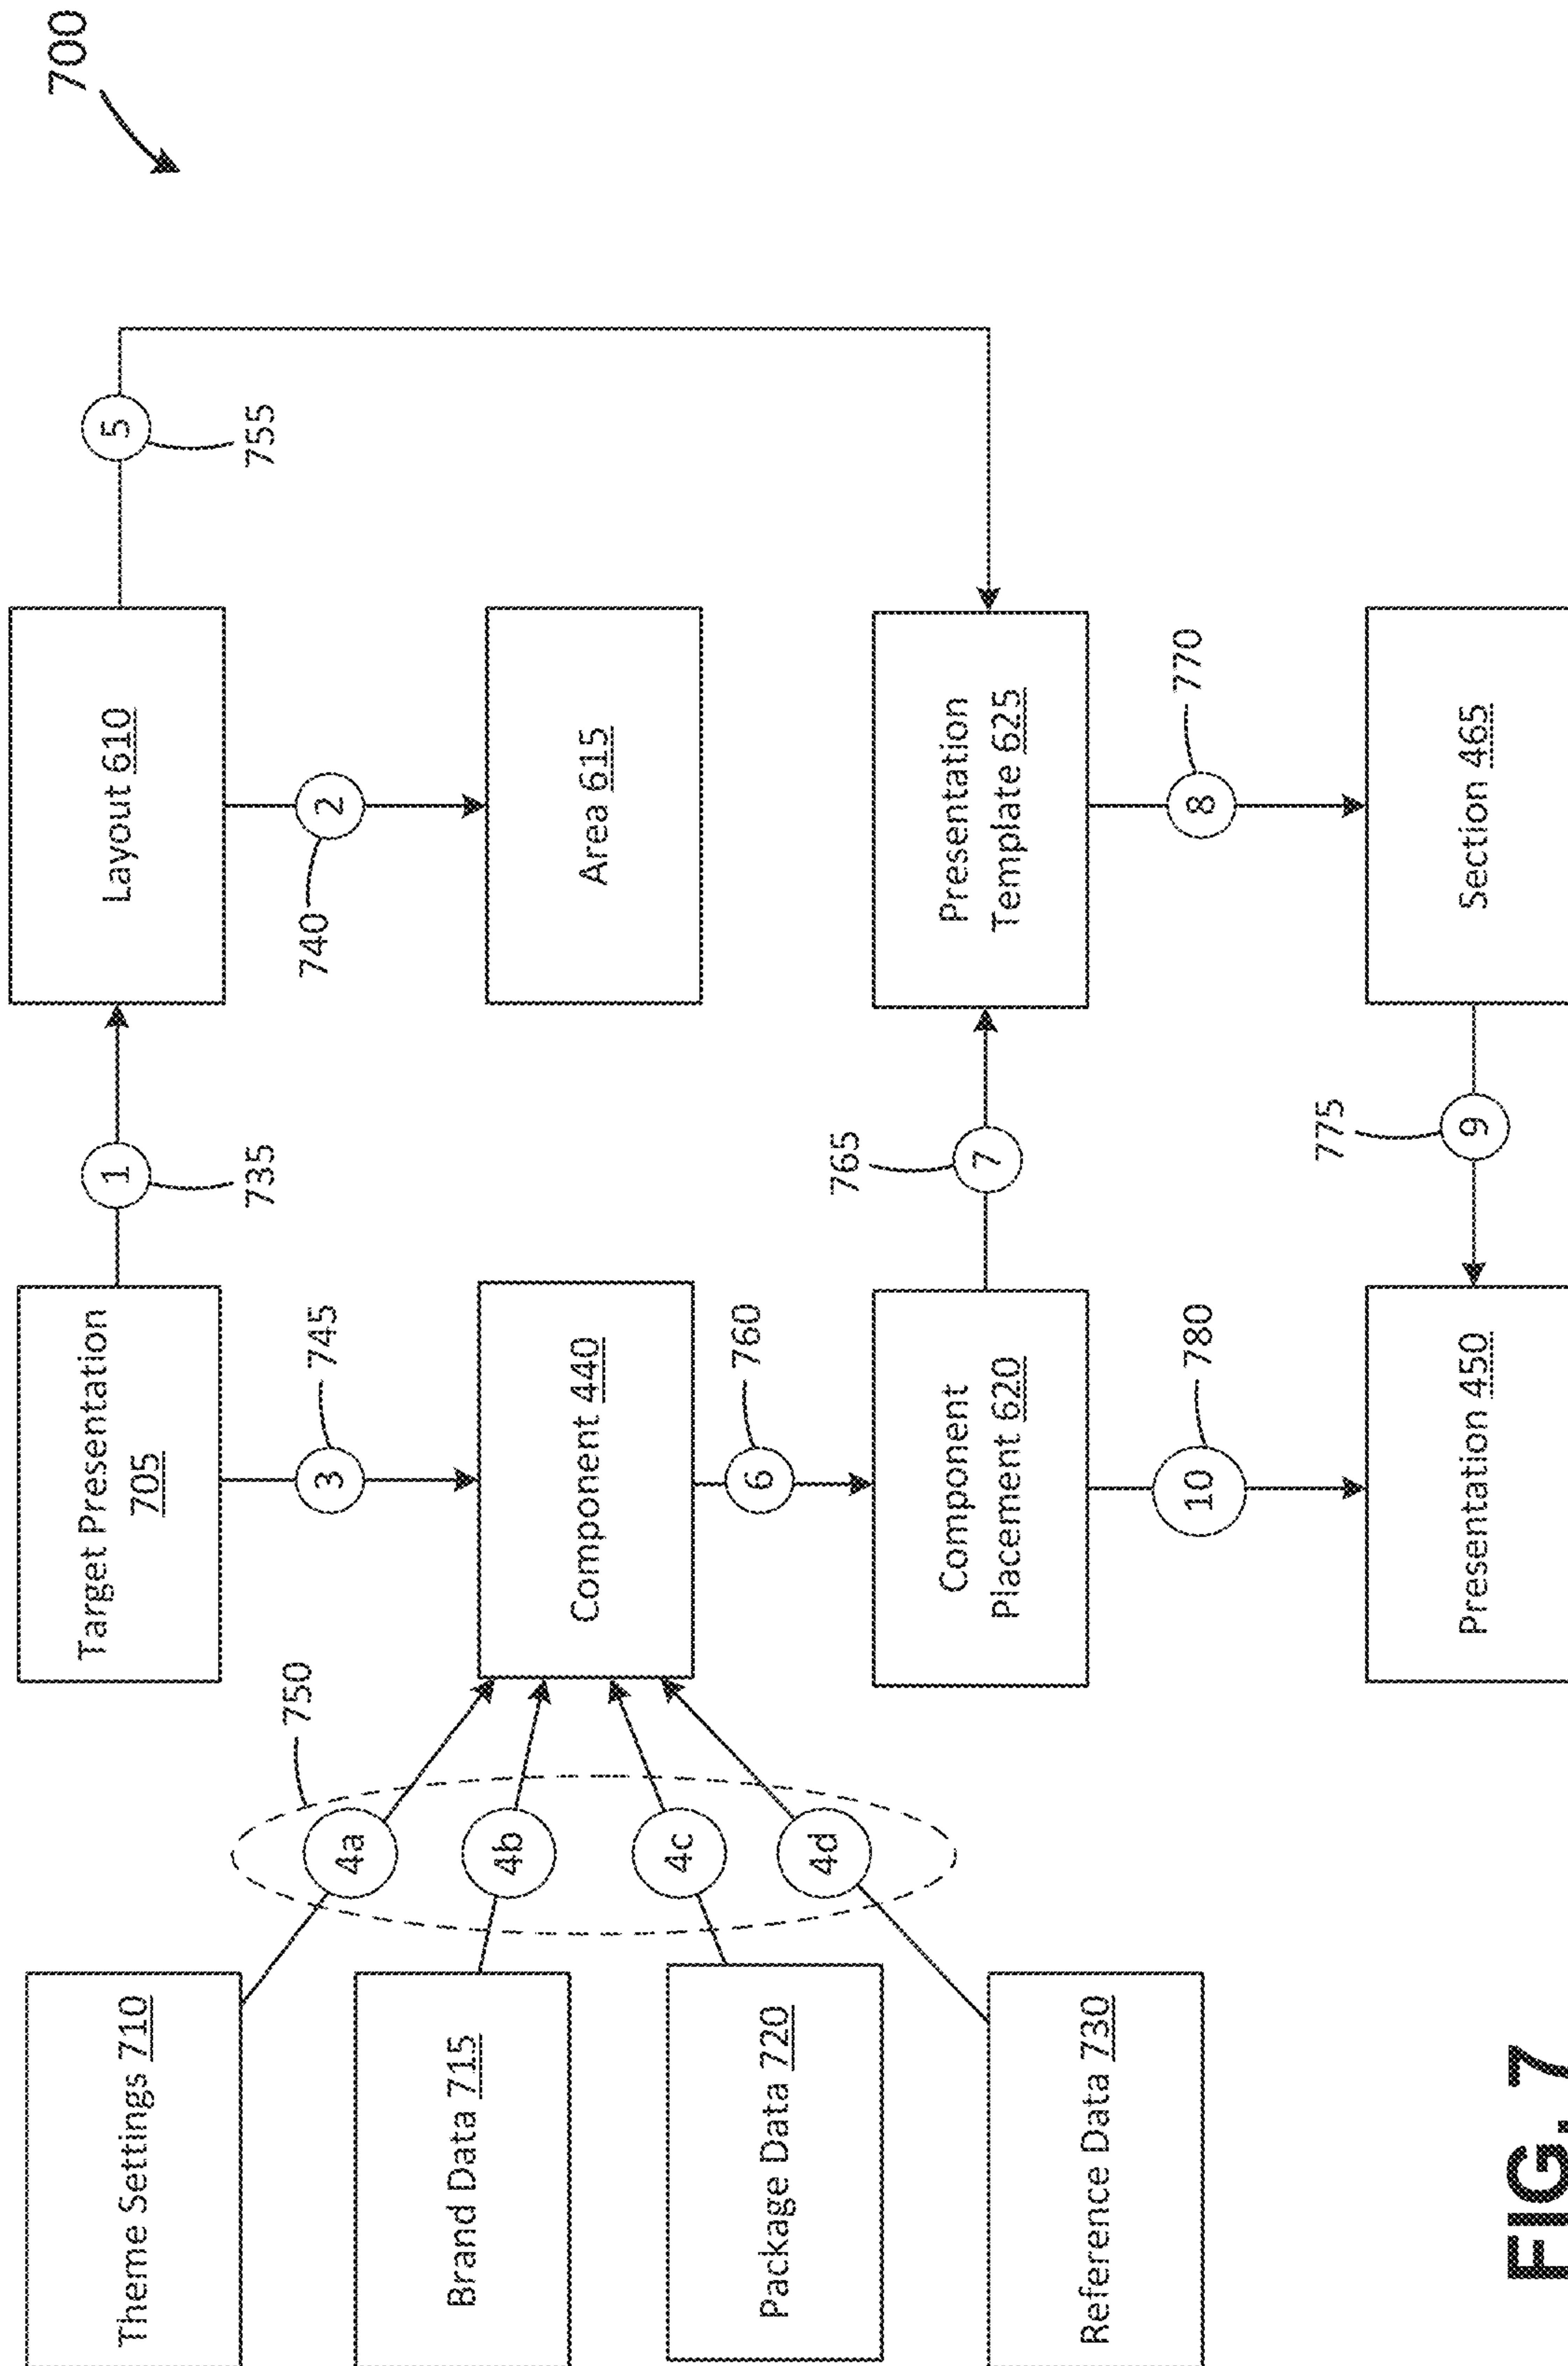 700
Theme Settings 710
Brand Data 715
Package Data 720
Reference Data 730
4a
4b
4c
4d
750
Target Presentation
705
1
735
Layout 610
5
755
3
745
2
740
Component 440
Area 615
6
760
Component
Placement 620
7
765
Presentation
Template 625
10
780
8
770
Presentation 450
9
775
Section 465
FIG. 7